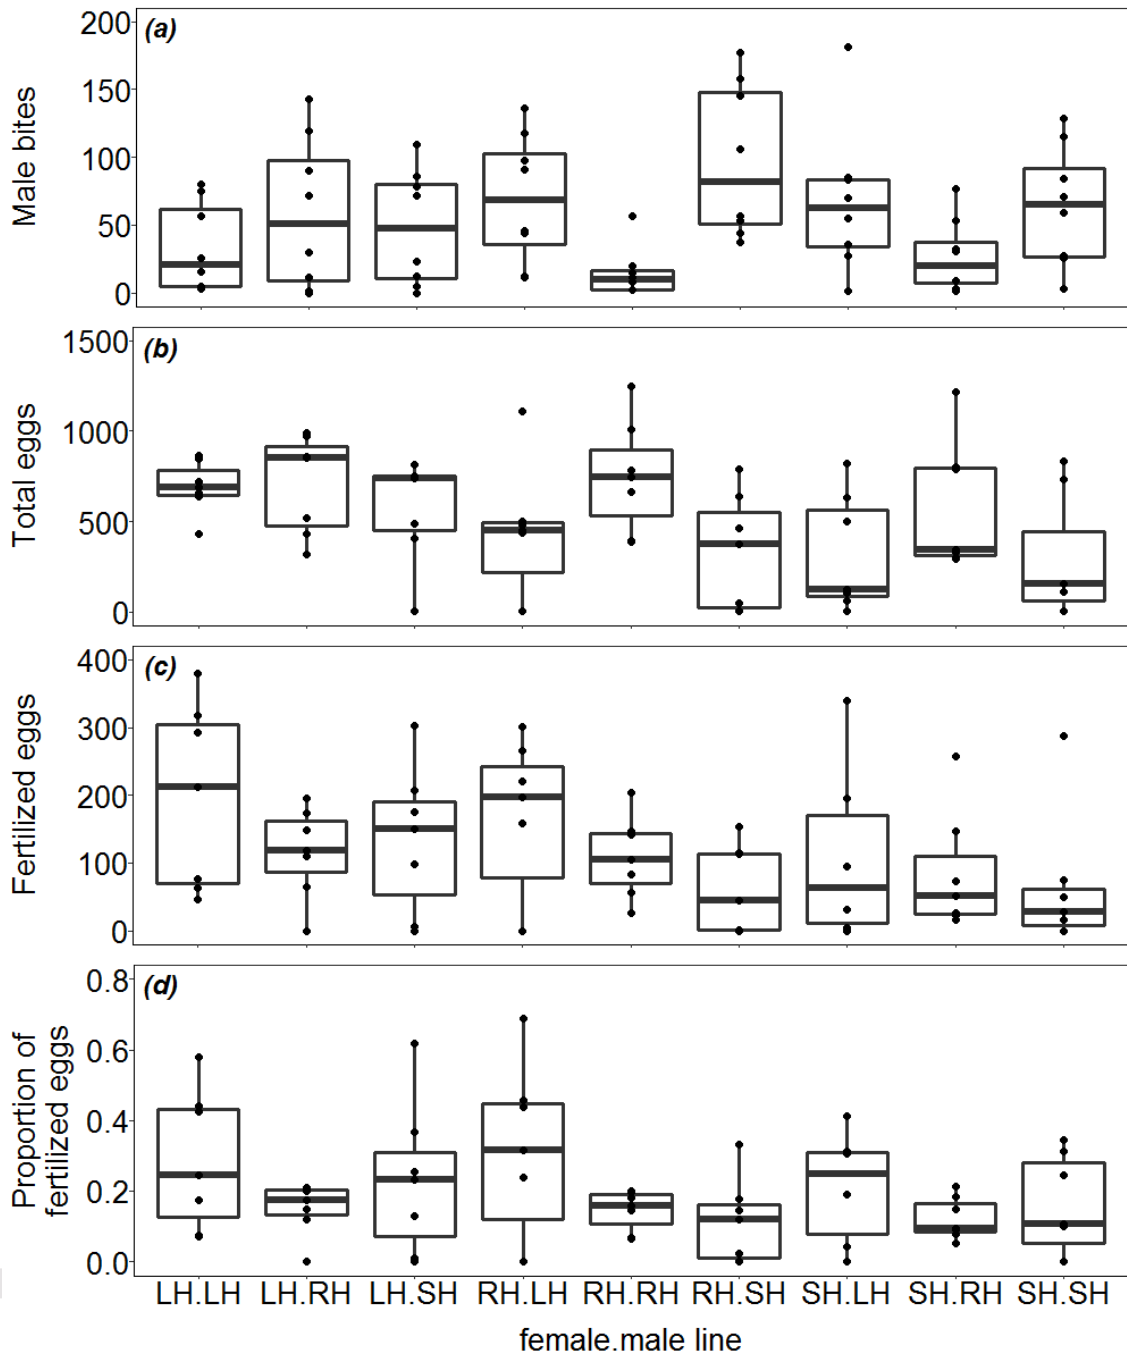 (a)
Male bites
200
150
100
50
0
(b)
Total eggs
1500
1000
500
0
(c)
Fertilized eggs
400
300
200
100
0
(d)
Proportion of
fertilized eggs
0.8
0.6
0.4
0.2
0.0
LH.LH LH.RH LH.SH RH.LH RH.RH RH.SH SH.LH SH.RH SH.SH
female.male line